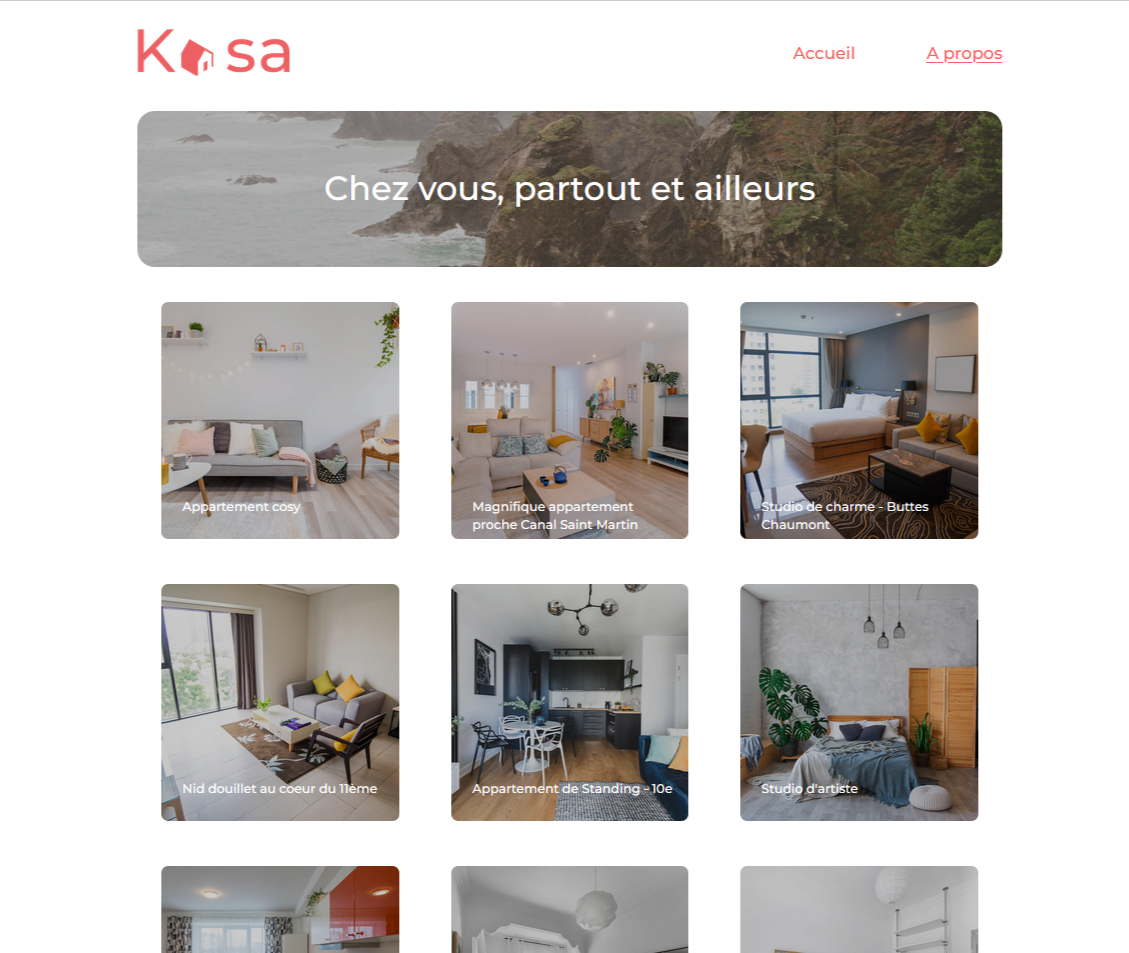 Kasa
Accueil
A propos
Chez vous, partout et ailleurs
Appartement cosy
Magnifique appartement
proche Canal Saint Martin
Studio de charme - Buttes
Chaumont
Nid douillet au coeur du 11ème
Appartement de Standing - 10e
Studio d'artiste